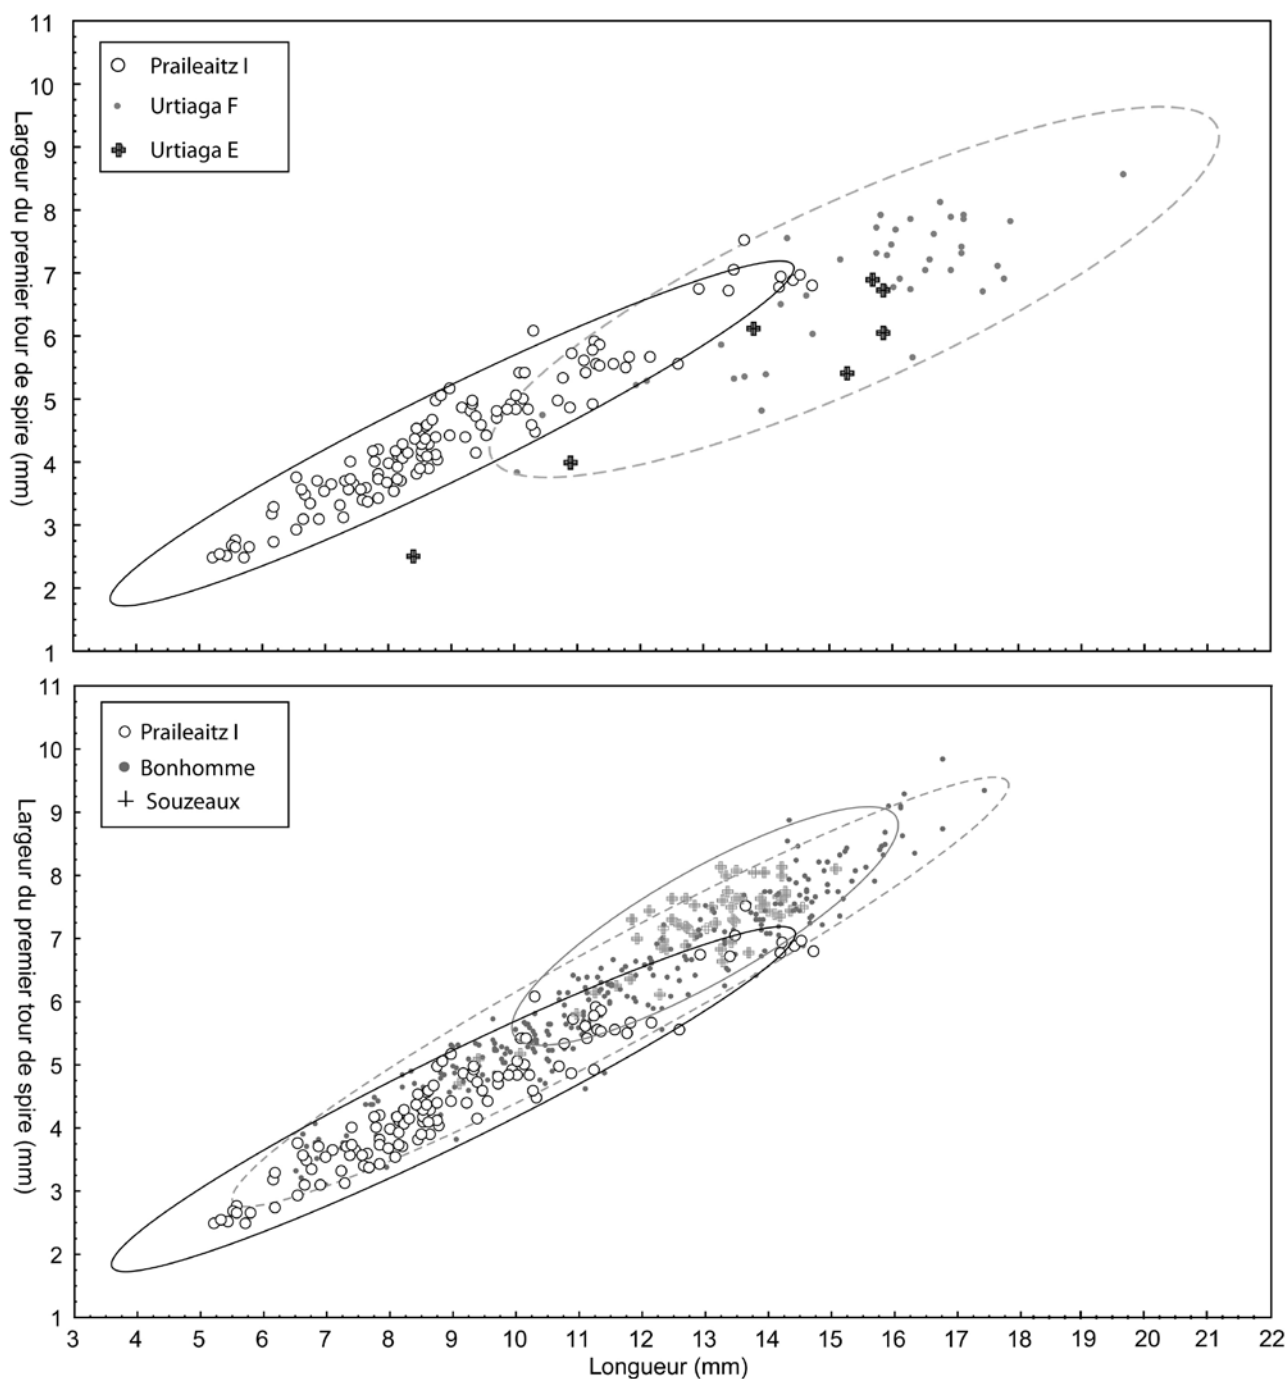 11
10
9
8
7
6
5
4
3
2
1
Largeur du premier tour de spire (mm)
Praileaitz I
Urtiaga F
Urtiaga E
11
10
9
8
7
6
5
4
3
2
1
Largeur du premier tour de spire (mm)
Praileaitz I
Bonhomme
Souzeaux
3 4 5 6 7 8 9 10 11 12 13 14 15 16 17 18 19 20 21 22
Longueur (mm)